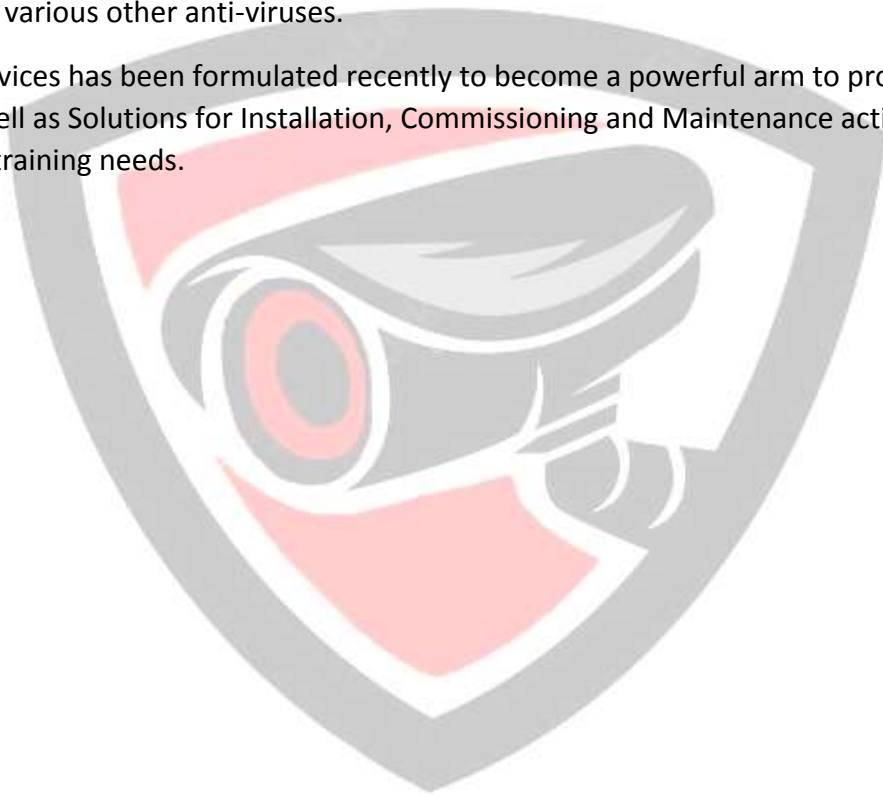 various other anti-viruses.
vices has been formulated recently to become a powerful arm to pro
ell as Solutions for Installation, Commissioning and Maintenance acti
training needs.